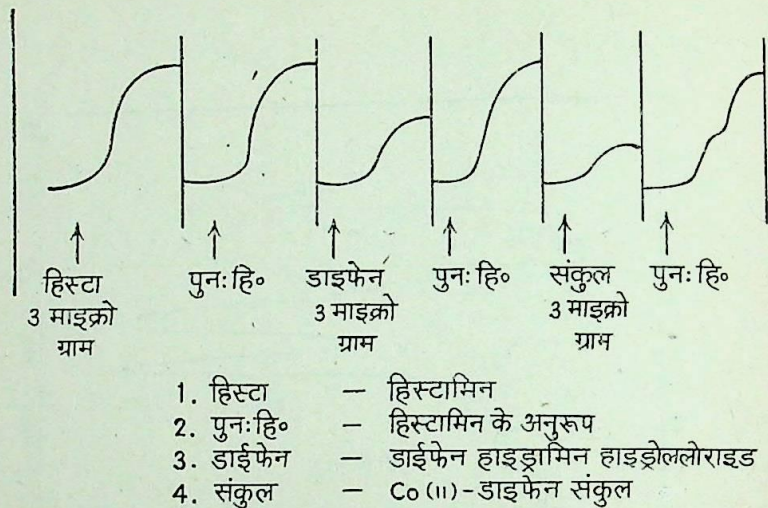 हिस्टा पुनः हि० डाइफेन पुनः हि० संकुल पुनः हि०
3 माइक्रो 3 माइक्रो 3 माइक्रो
ग्राम ग्राम ग्राम
1. हिस्टा — हिस्टामिन
2. पुनःहि० — हिस्टामिन के अनुरूप
3. डाईफेन — डाईफेन हाइड्रामिन हाइड्रोललोराइड
4. संकुल — Co (II)-डाइफेन संकुल